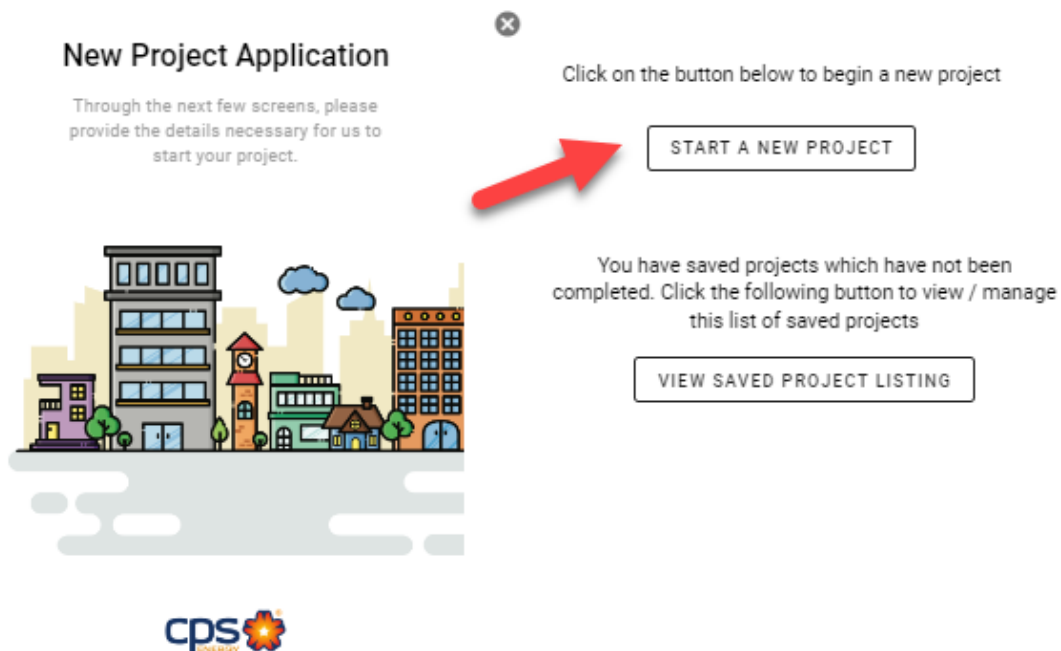 New Project Application
Through the next few screens, please
provide the details necessary for us to
start your project.
Click on the button below to begin a new project
START A NEW PROJECT
You have saved projects which have not been
completed. Click the following button to view / manage
this list of saved projects
VIEW SAVED PROJECT LISTING
cps
ENERGY